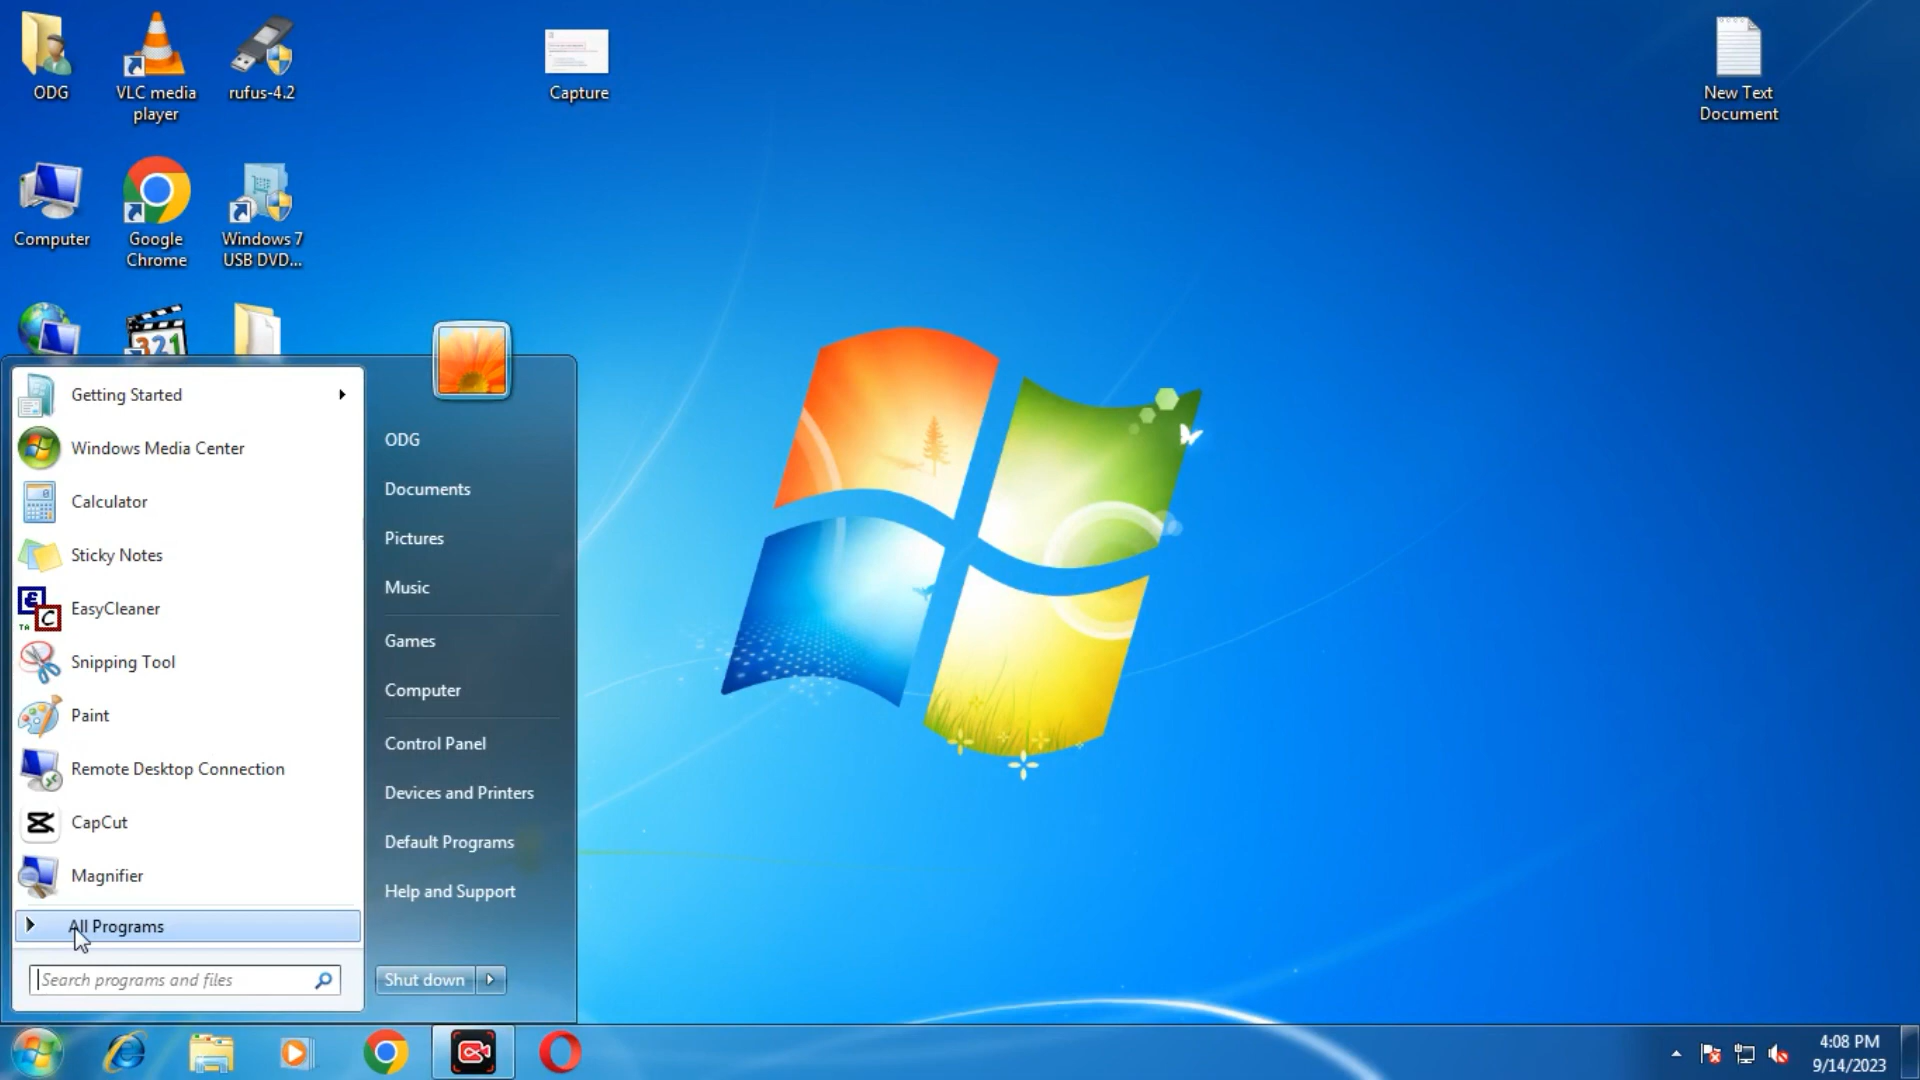 ODG
VLC media
player
rufus-4.2
Capture
New Text
Document
Computer
Google
Chrome
Windows 7
USB DVD...
321
Getting Started
Windows Media Center
Calculator
Sticky Notes
EasyCleaner
Snipping Tool
Paint
Remote Desktop Connection
CapCut
Magnifier
All Programs
Search programs and files
ODG
Documents
Pictures
Music
Games
Computer
Control Panel
Devices and Printers
Default Programs
Help and Support
Shut down
4:08 PM
9/14/2023